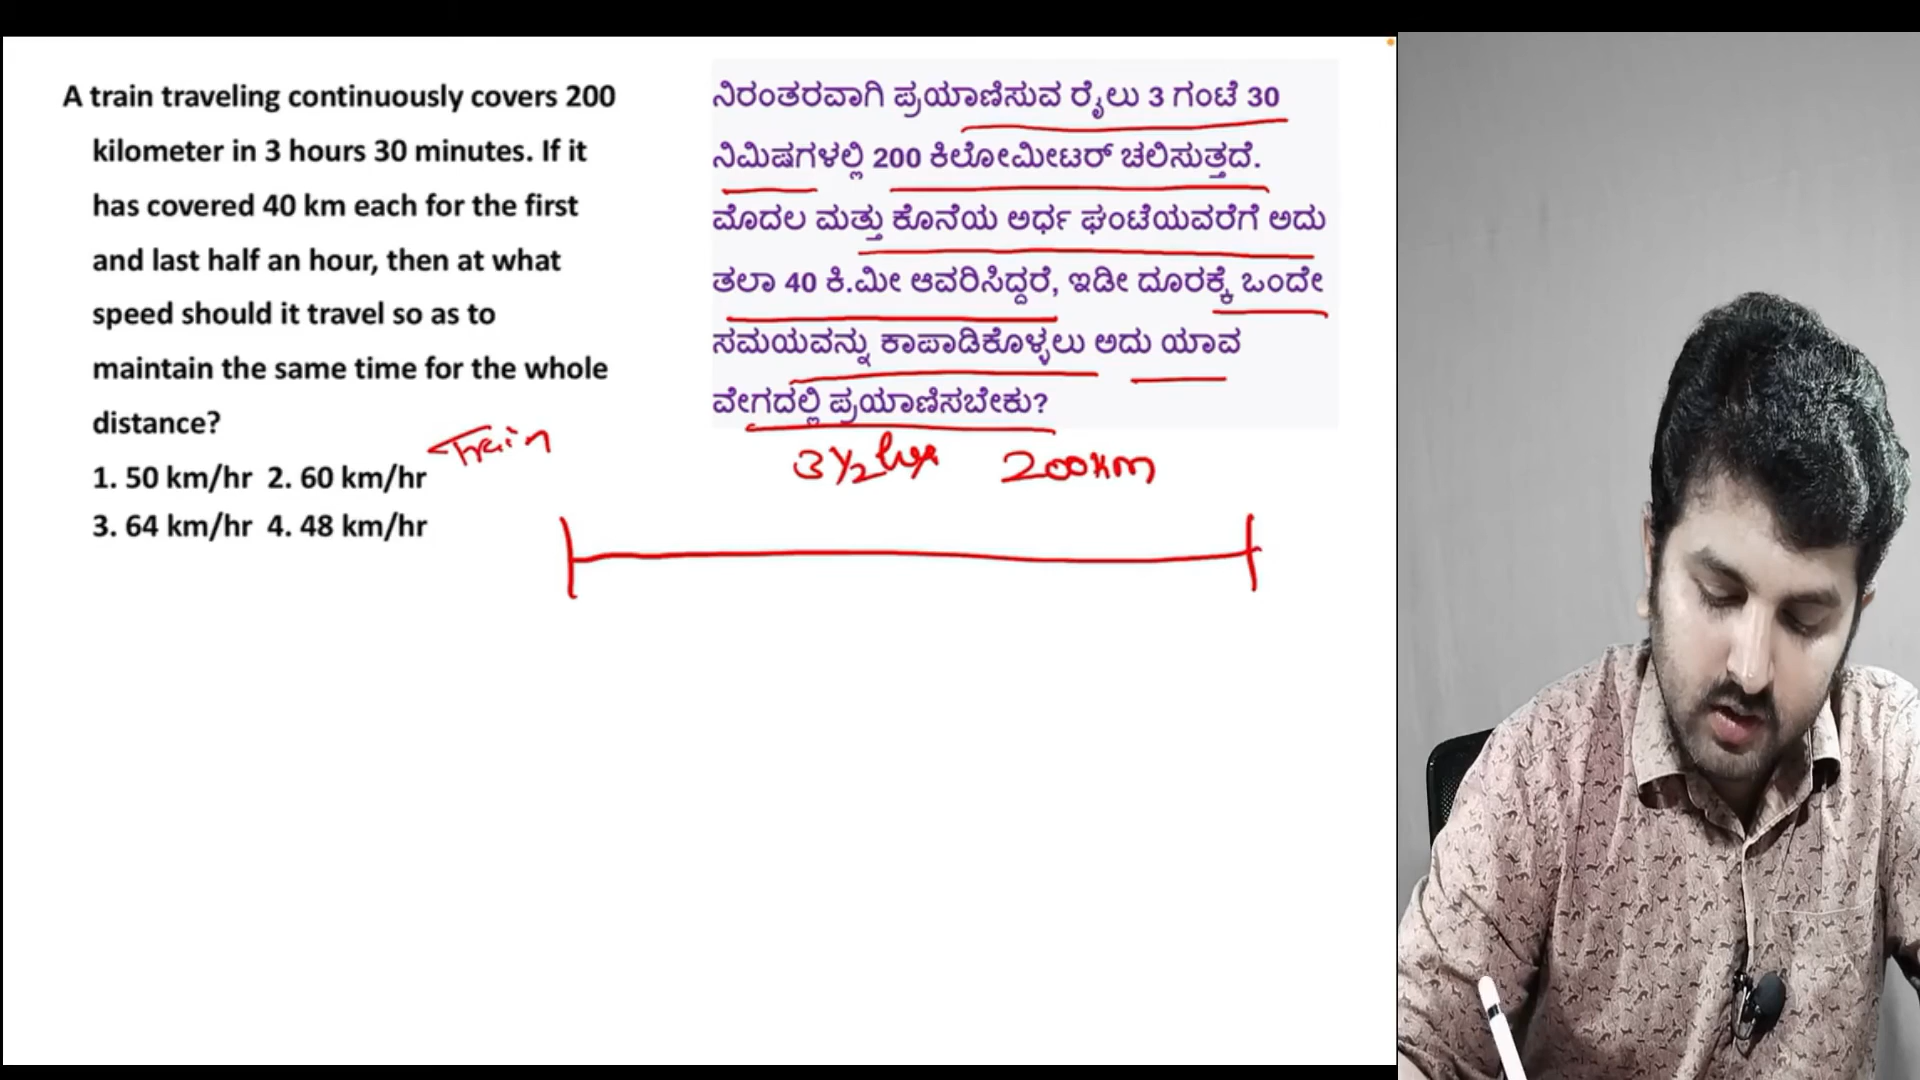 A train traveling continuously covers 200
kilometer in 3 hours 30 minutes. If it
has covered 40 km each for the first
and last half an hour, then at what
speed should it travel so as to
maintain the same time for the whole
distance?
1. 50 km/hr 2. 60 km/hr
3. 64 km/hr 4. 48 km/hr
Train
ನಿರಂತರವಾಗಿ ಪ್ರಯಾಣಿಸುವ ರೈಲು 3 ಗಂಟೆ 30
ನಿಮಿಷಗಳಲ್ಲಿ 200 ಕಿಲೋಮೀಟರ್ ಚಲಿಸುತ್ತದೆ.
ಮೊದಲ ಮತ್ತು ಕೊನೆಯ ಅರ್ಧ ಘಂಟೆಯವರೆಗೆ ಅದು
ತಲಾ 40 ಕಿ.ಮೀ ಆವರಿಸಿದ್ದರೆ, ಇಡೀ ದೂರಕ್ಕೆ ಒಂದೇ
ಸಮಯವನ್ನು ಕಾಪಾಡಿಕೊಳ್ಳಲು ಅದು ಯಾವ
ವೇಗದಲ್ಲಿ ಪ್ರಯಾಣಿಸಬೇಕು?
3 ½ hrs 200km